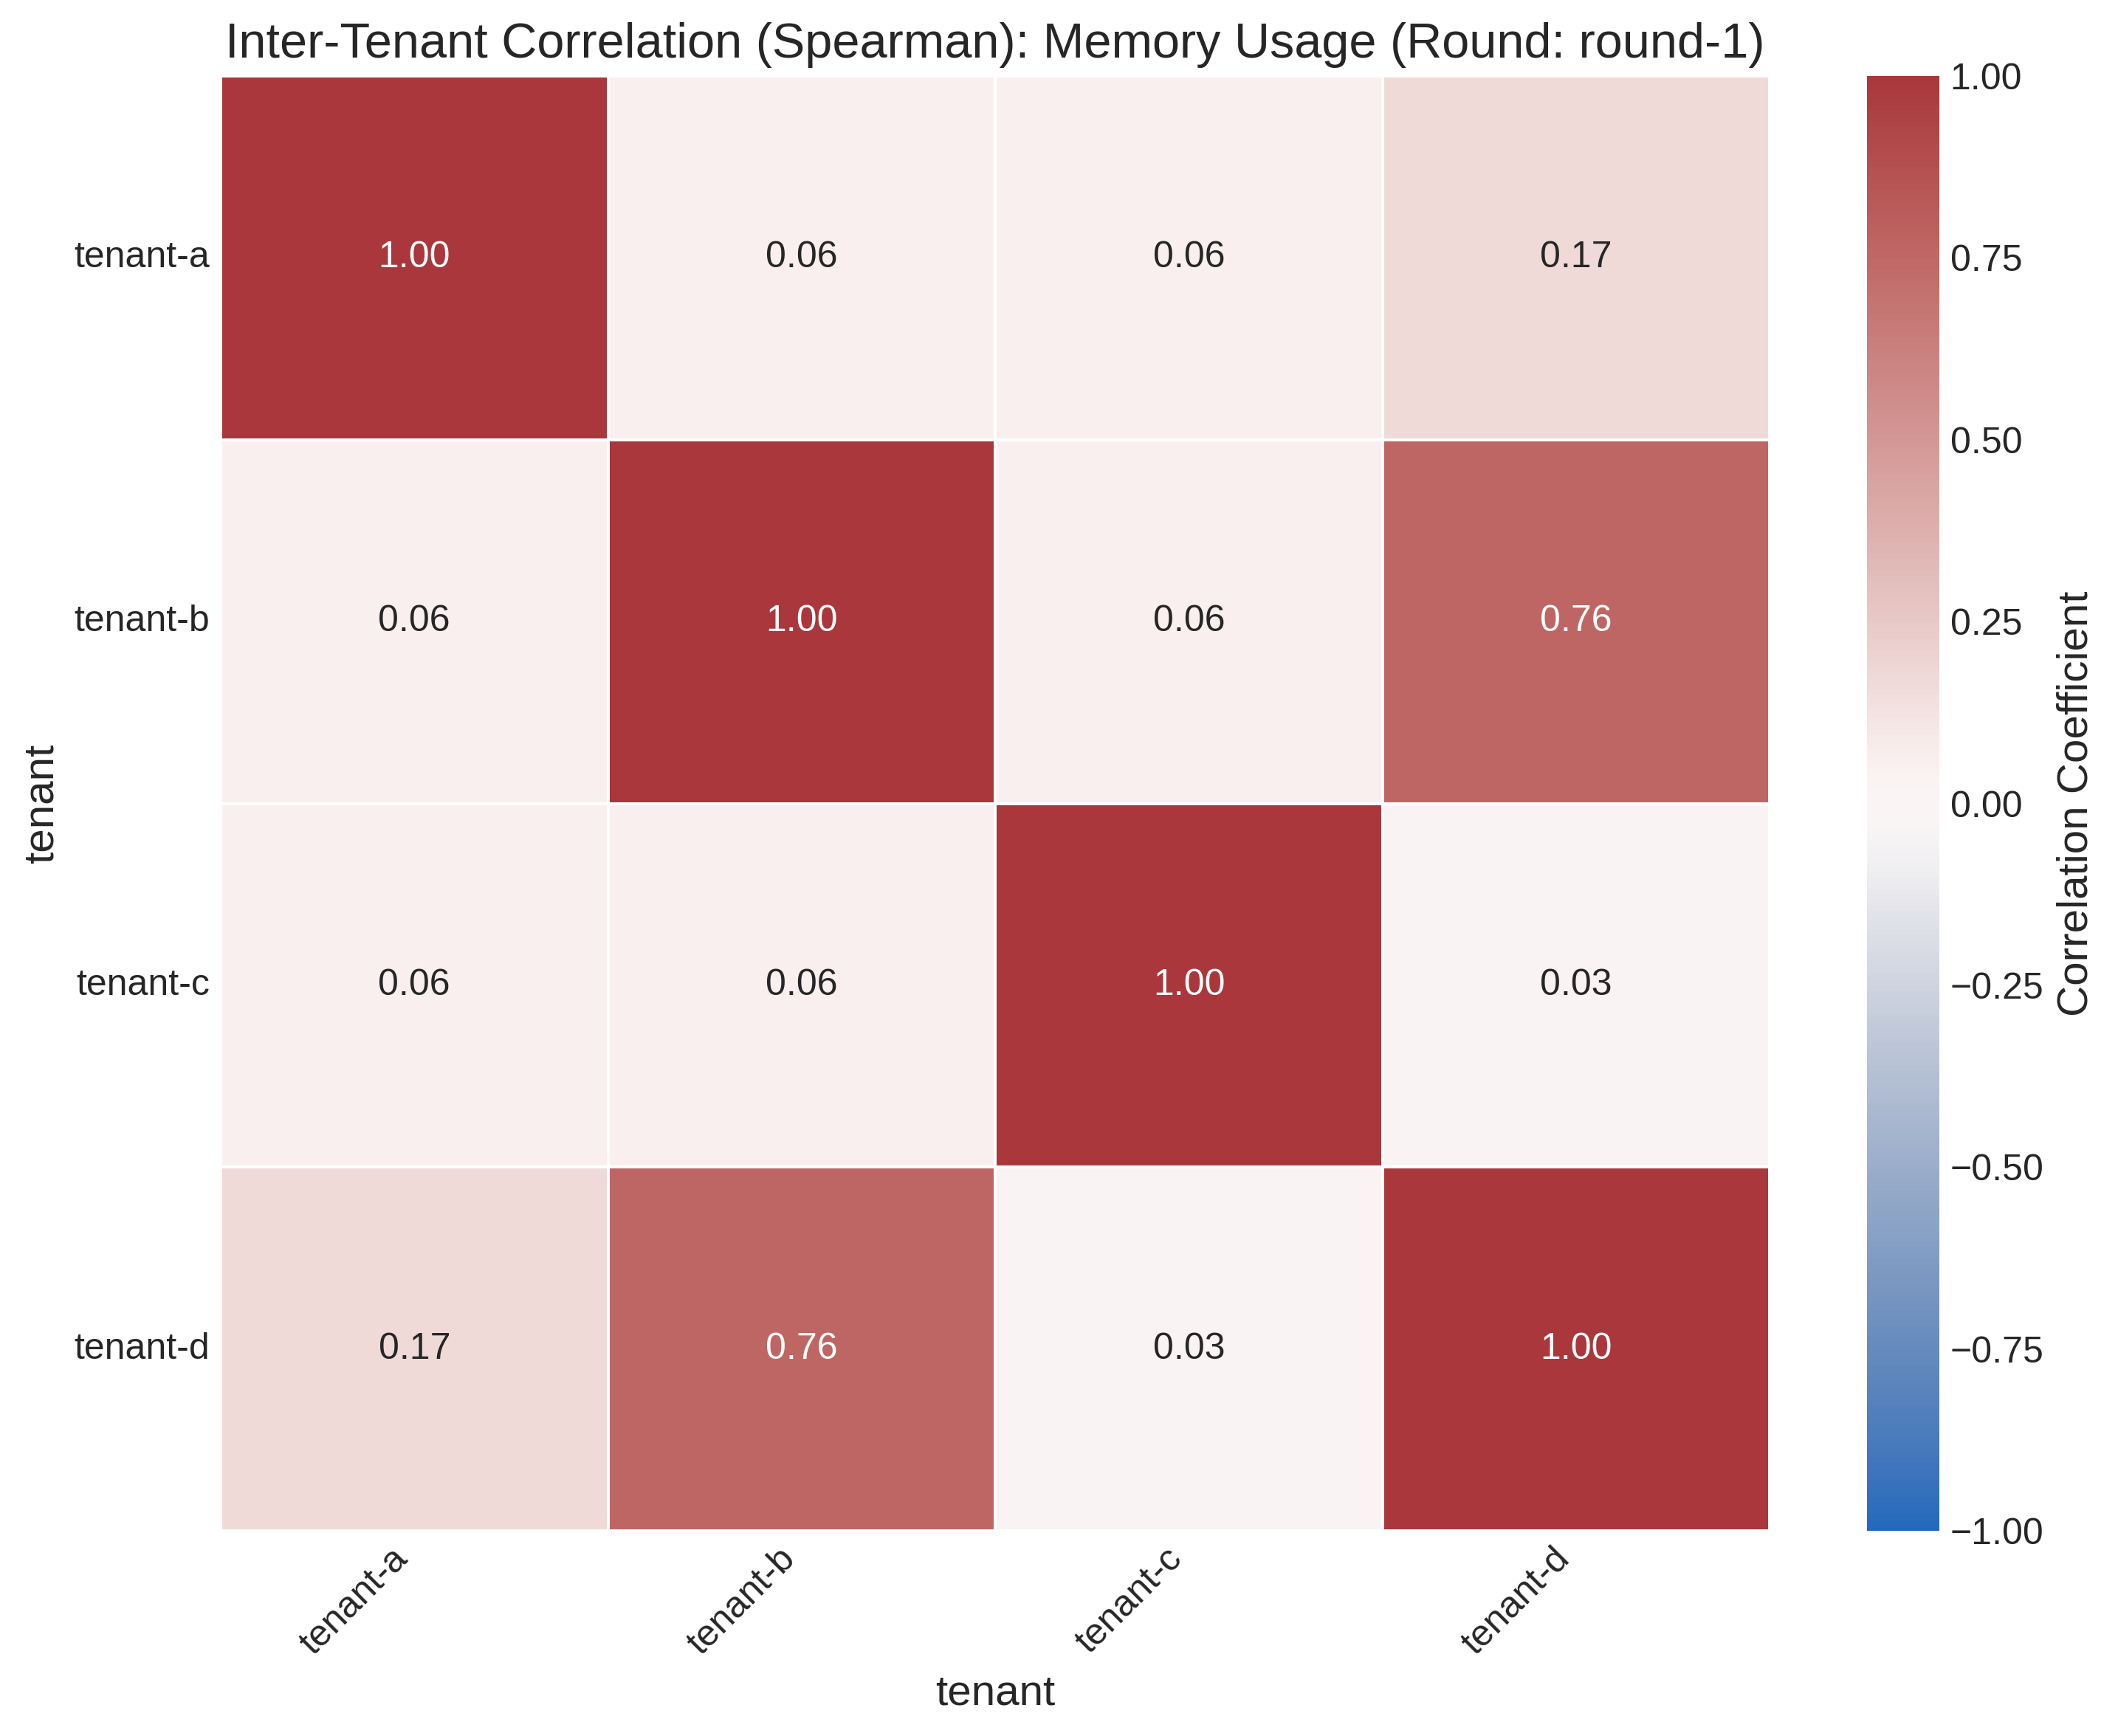 Inter-Tenant Correlation (Spearman): Memory Usage (Round: round-1)
tenant-a 1.00 0.06 0.06 0.17
tenant-b 0.06 1.00 0.06 0.76
tenant-c 0.06 0.06 1.00 0.03
tenant-d 0.17 0.76 0.03 1.00
tenant-a tenant-b tenant-c tenant-d
tenant
tenant
1.00
0.75
0.50
0.25
0.00
−0.25
−0.50
−0.75
−1.00
Correlation Coefficient